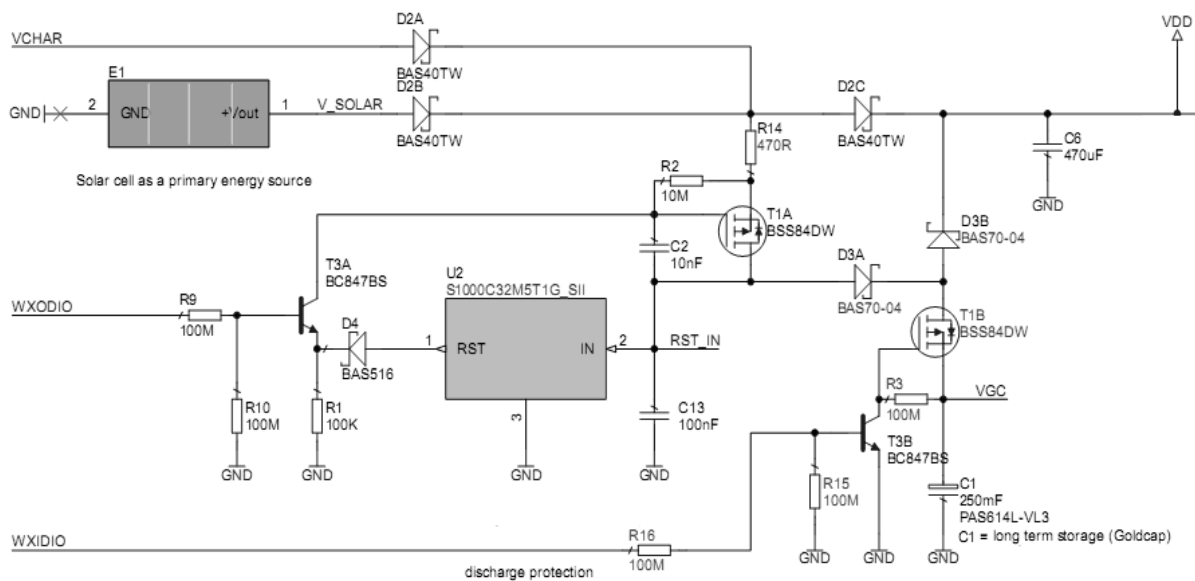 VDD
D2A
VCHAR
BAS40TW
E1
D2B
D2C
GND
2
GND
+Vout
1
V_SOLAR
BAS40TW
BAS40TW
R14
470R
C6
470uF
Solar cell as a primary energy source
R2
10M
GND
T1A
BSS84DW
D3B
BAS70-04
C2
10nF
T3A
BC847BS
U2
S1000C32M5T1G_SII
D3A
BAS70-04
WXODIO
R9
100M
D4
BAS516
1
RST
IN
2
RST_IN
T1B
BSS84DW
R10
100M
R1
100K
3
C13
100nF
R3
100M
VGC
T3B
BC847BS
GND
GND
GND
GND
R15
100M
C1
250mF
PAS614L-VL3
C1 = long term storage (Goldcap)
WXIDIO
R16
100M
GND
GND
GND
discharge protection